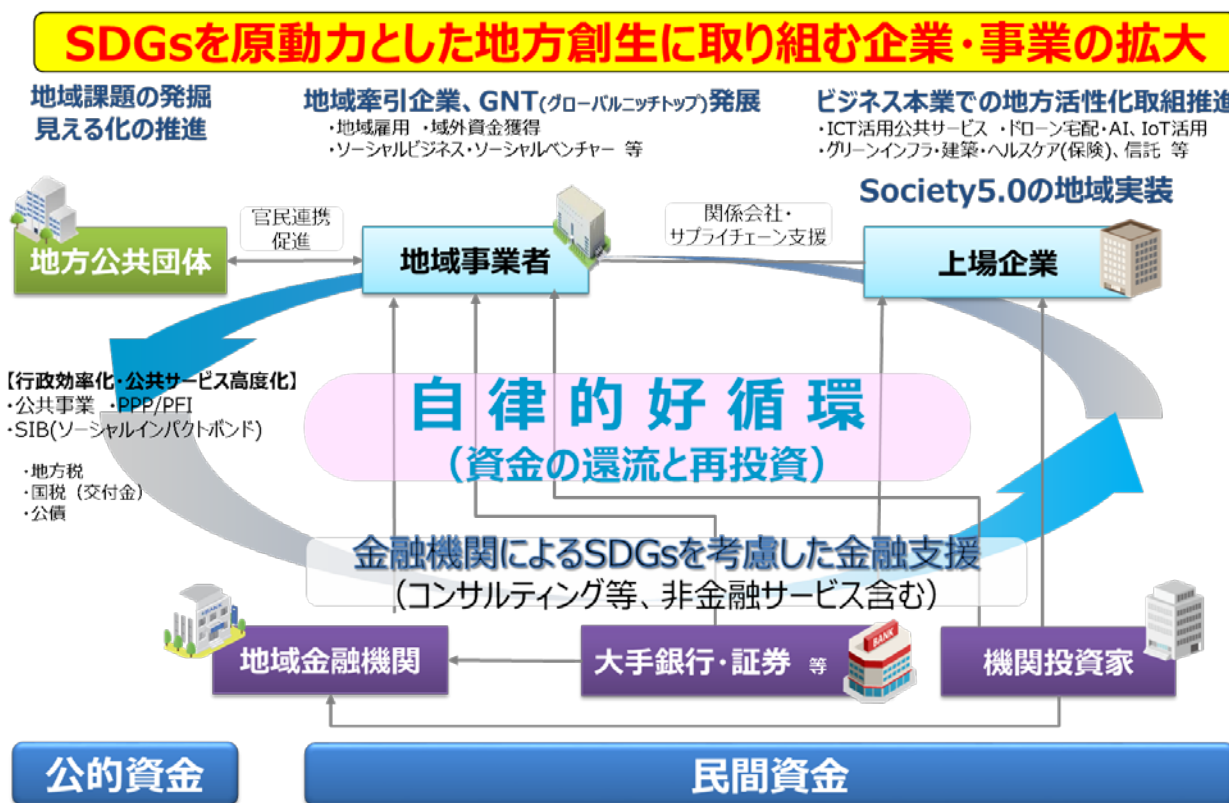 SDGsを原動力とした地方創生に取り組む企業・事業の拡大
地域課題の発掘
見える化の推進
地域牽引企業、GNT(グローバルニッチトップ)発展
・地域雇用 ・域外資金獲得
・ソーシャルビジネス・ソーシャルベンチャー 等
ビジネス本業での地方活性化取組推進
・ICT活用公共サービス ・ドローン宅配・AI、IoT活用
・グリーンインフラ・建築・ヘルスケア(保険)、信託 等
Society5.0の地域実装
地方公共団体
官民連携
促進
地域事業者
関係会社・
サプライチェーン支援
上場企業
【行政効率化・公共サービス高度化】
・公共事業 ・PPP/PFI
・SIB(ソーシャルインパクトボンド)
・地方税
・国税（交付金）
・公債
自律的好循環
（資金の還流と再投資）
金融機関によるSDGsを考慮した金融支援
（コンサルティング等、非金融サービス含む）
地域金融機関
大手銀行・証券 等
BANK
機関投資家
公的資金
民間資金